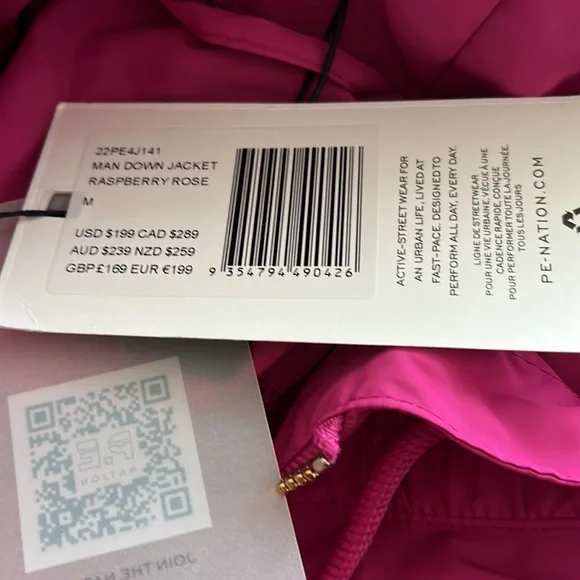 22PE4J141
MAN DOWN JACKET
RASPBERRY ROSE
M
USD $199 CAD $289
AUD $239 NZD $259
GBP £169 EUR €199
9 354794 490426
ACTIVE-STREET WEAR FOR
AN URBAN LIFE, LIVED AT
FAST-PACE. DESIGNED TO
PERFORM ALL DAY, EVERY DAY.
LIGNE DE STREETWEAR
POUR UNE VIE URBAINE, VÉCUE À UNE
CADENCE RAPIDE, CONÇUE
POUR PERFORMER TOUTE LA JOURNÉE,
TOUS LES JOURS
PE-NATION.COM
P.E
NATION
JOIN THE